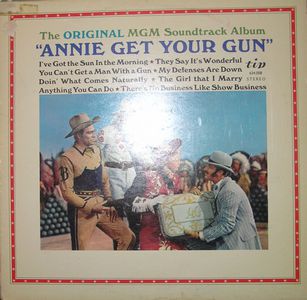 The ORIGINAL MGM Soundtrack Album
"ANNIE GET YOUR GUN"
I've Got the Sun In the Morning ★ They Say It's Wonderful
You Can't Get a Man With a Gun ★ My Defenses Are Down
Doin' What Comes Naturally ★ The Girl that I Marry
Anything You Can Do ★ There's No Business Like Show Business
STEREO